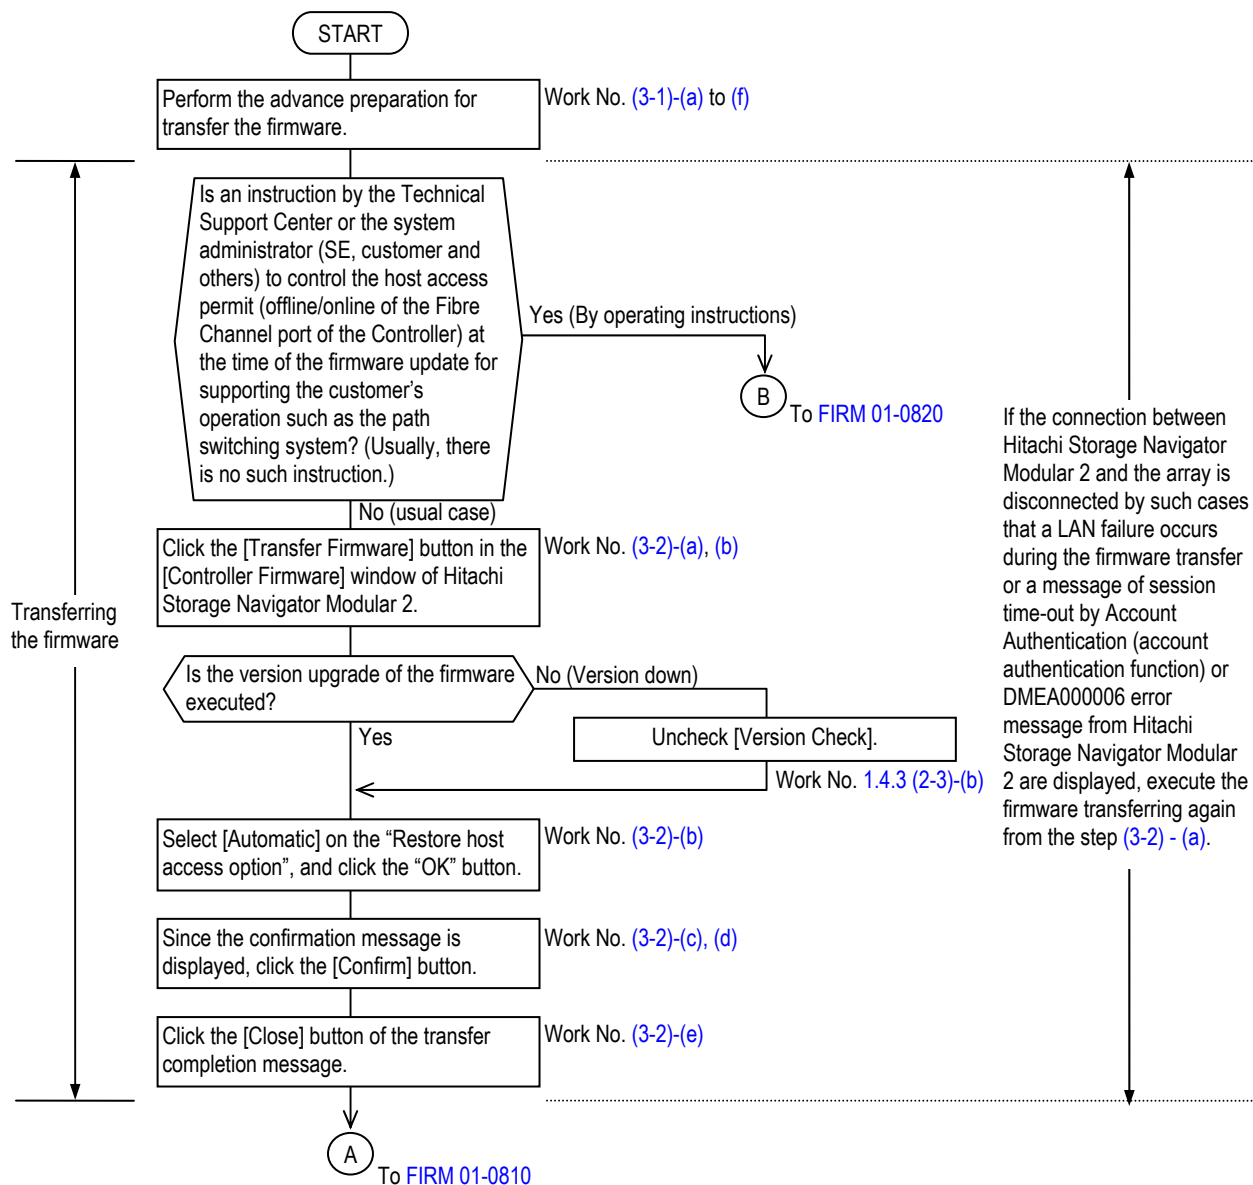 START
Perform the advance preparation for
transfer the firmware.
Work No. (3-1)-(a) to (f)
Is an instruction by the Technical
Support Center or the system
administrator (SE, customer and
others) to control the host access
permit (offline/online of the Fibre
Channel port of the Controller) at
the time of the firmware update for
supporting the customer’s
operation such as the path
switching system? (Usually, there
is no such instruction.)
Yes (By operating instructions)
B
To FIRM 01-0820
No (usual case)
Click the [Transfer Firmware] button in the
[Controller Firmware] window of Hitachi
Storage Navigator Modular 2.
Work No. (3-2)-(a), (b)
Transferring
the firmware
Is the version upgrade of the firmware
executed?
No (Version down)
Yes
Uncheck [Version Check].
Work No. 1.4.3 (2-3)-(b)
Select [Automatic] on the “Restore host
access option”, and click the “OK” button.
Work No. (3-2)-(b)
Since the confirmation message is
displayed, click the [Confirm] button.
Work No. (3-2)-(c), (d)
Click the [Close] button of the transfer
completion message.
Work No. (3-2)-(e)
A
To FIRM 01-0810
If the connection between
Hitachi Storage Navigator
Modular 2 and the array is
disconnected by such cases
that a LAN failure occurs
during the firmware transfer
or a message of session
time-out by Account
Authentication (account
authentication function) or
DMEA000006 error
message from Hitachi
Storage Navigator Modular
2 are displayed, execute the
firmware transferring again
from the step (3-2) - (a).